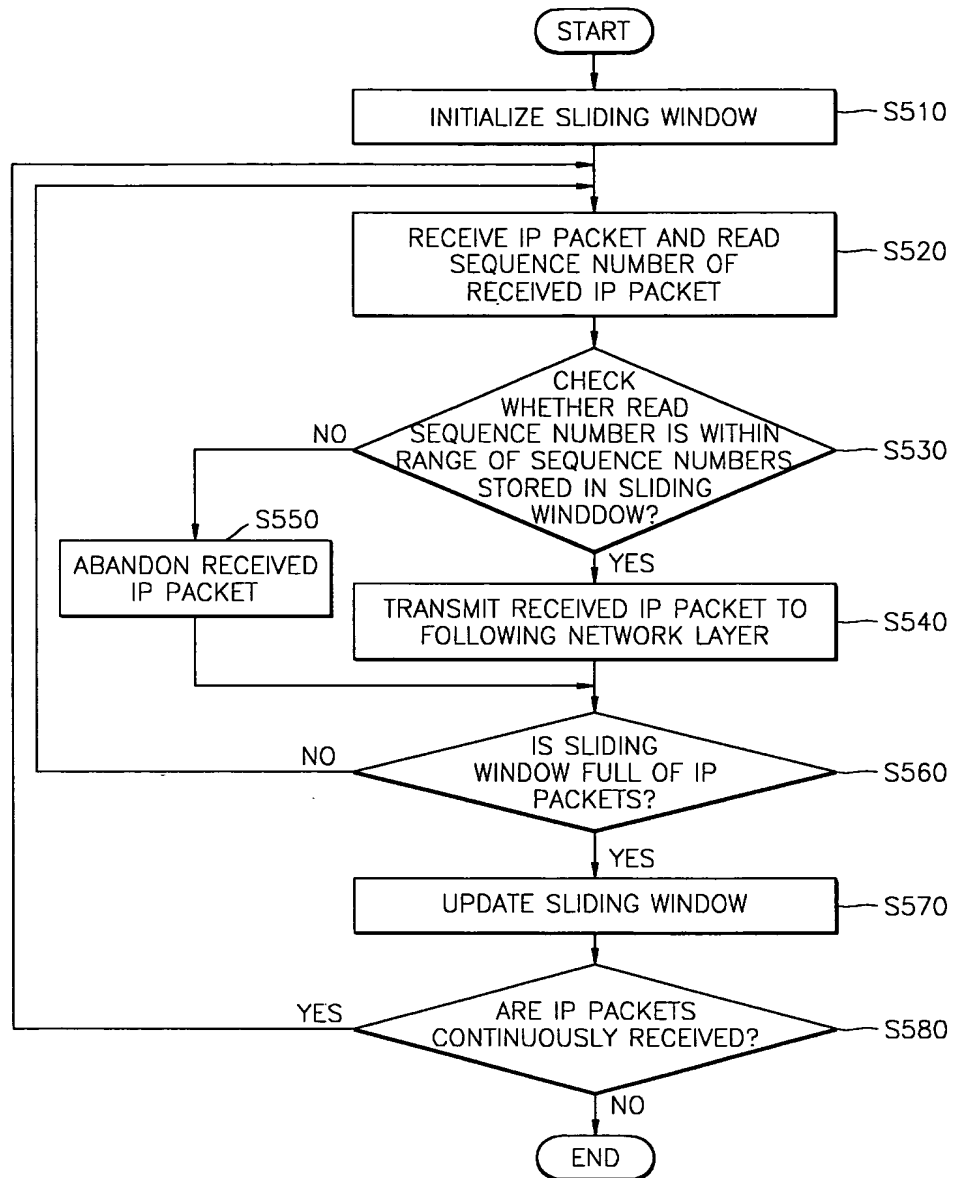 START
INITIALIZE SLIDING WINDOW
S510
RECEIVE IP PACKET AND READ
SEQUENCE NUMBER OF
RECEIVED IP PACKET
S520
CHECK
WHETHER READ
SEQUENCE NUMBER IS WITHIN
RANGE OF SEQUENCE NUMBERS
STORED IN SLIDING
WINDDOW?
S530
NO
YES
S550
ABANDON RECEIVED
IP PACKET
TRANSMIT RECEIVED IP PACKET TO
FOLLOWING NETWORK LAYER
S540
IS SLIDING
WINDOW FULL OF IP
PACKETS?
S560
NO
YES
UPDATE SLIDING WINDOW
S570
ARE IP PACKETS
CONTINUOUSLY RECEIVED?
S580
YES
NO
END